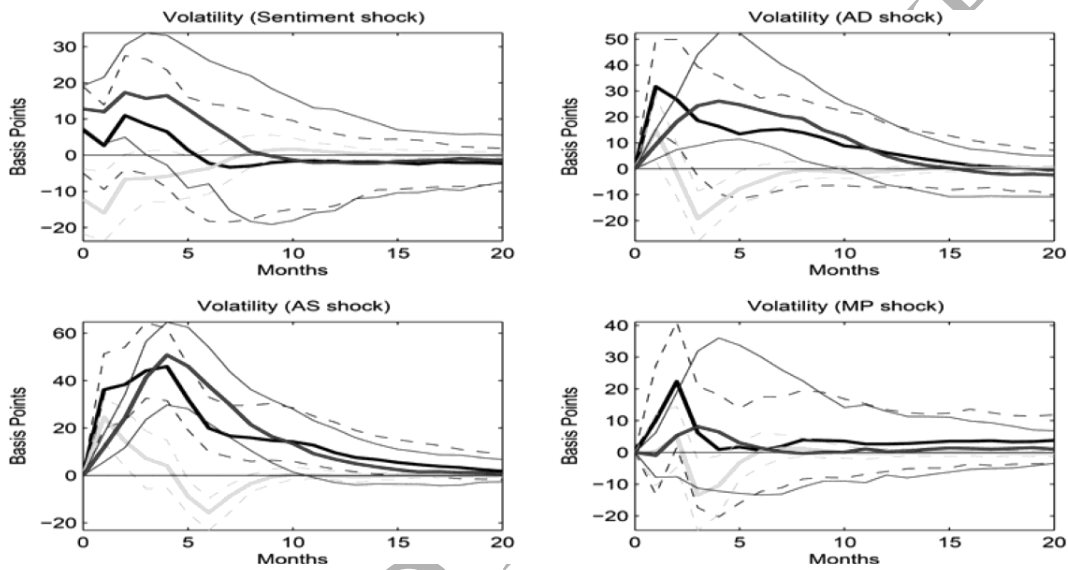 Volatility (Sentiment shock)
Basis Points
30
20
10
0
−10
−20
0 5 10 15 20
Months
Volatility (AD shock)
Basis Points
50
40
30
20
10
0
−10
−20
0 5 10 15 20
Months
Volatility (AS shock)
Basis Points
60
40
20
0
−20
0 5 10 15 20
Months
Volatility (MP shock)
Basis Points
40
30
20
10
0
−10
−20
0 5 10 15 20
Months